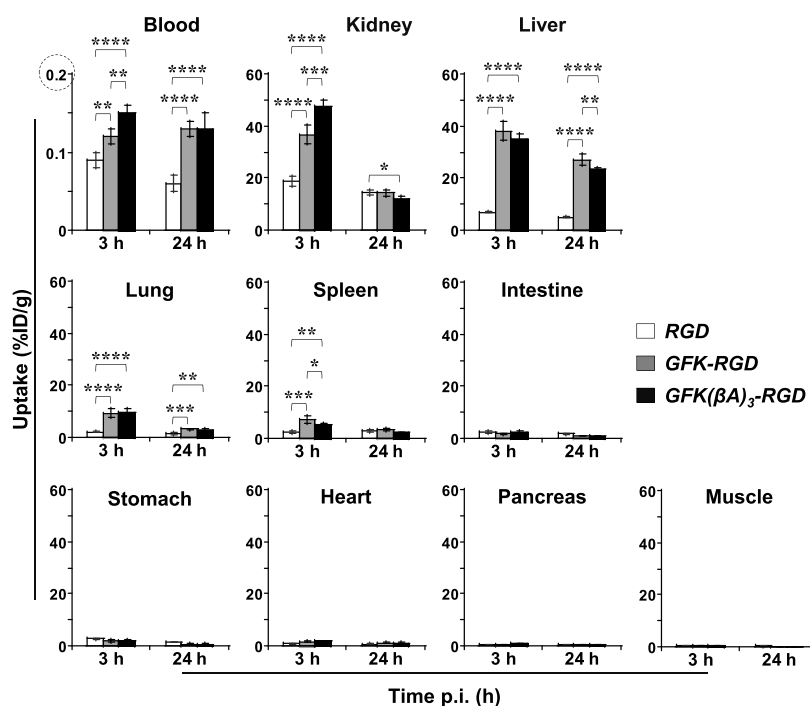 Blood
Kidney
Liver
**** **** ****
0.2 ** **** 60 *** 60 **** ****
** **** **** **** **** **
0.1 40 40 ****
20 * 20
0 0 0
3 h 24 h 3 h 24 h 3 h 24 h
60 60 60
Lung Spleen Intestine
40 40 40
**** ** ** *
20 **** *** 20 *** 20
0 0 0
3 h 24 h 3 h 24 h 3 h 24 h
RGD
GFK-RGD
GFK(βA)3-RGD
Uptake (%ID/g)
60 60 60 60
Stomach Heart Pancreas Muscle
40 40 40 40
20 20 20 20
0 0 0 0
3 h 24 h 3 h 24 h 3 h 24 h 3 h 24 h
Time p.i. (h)